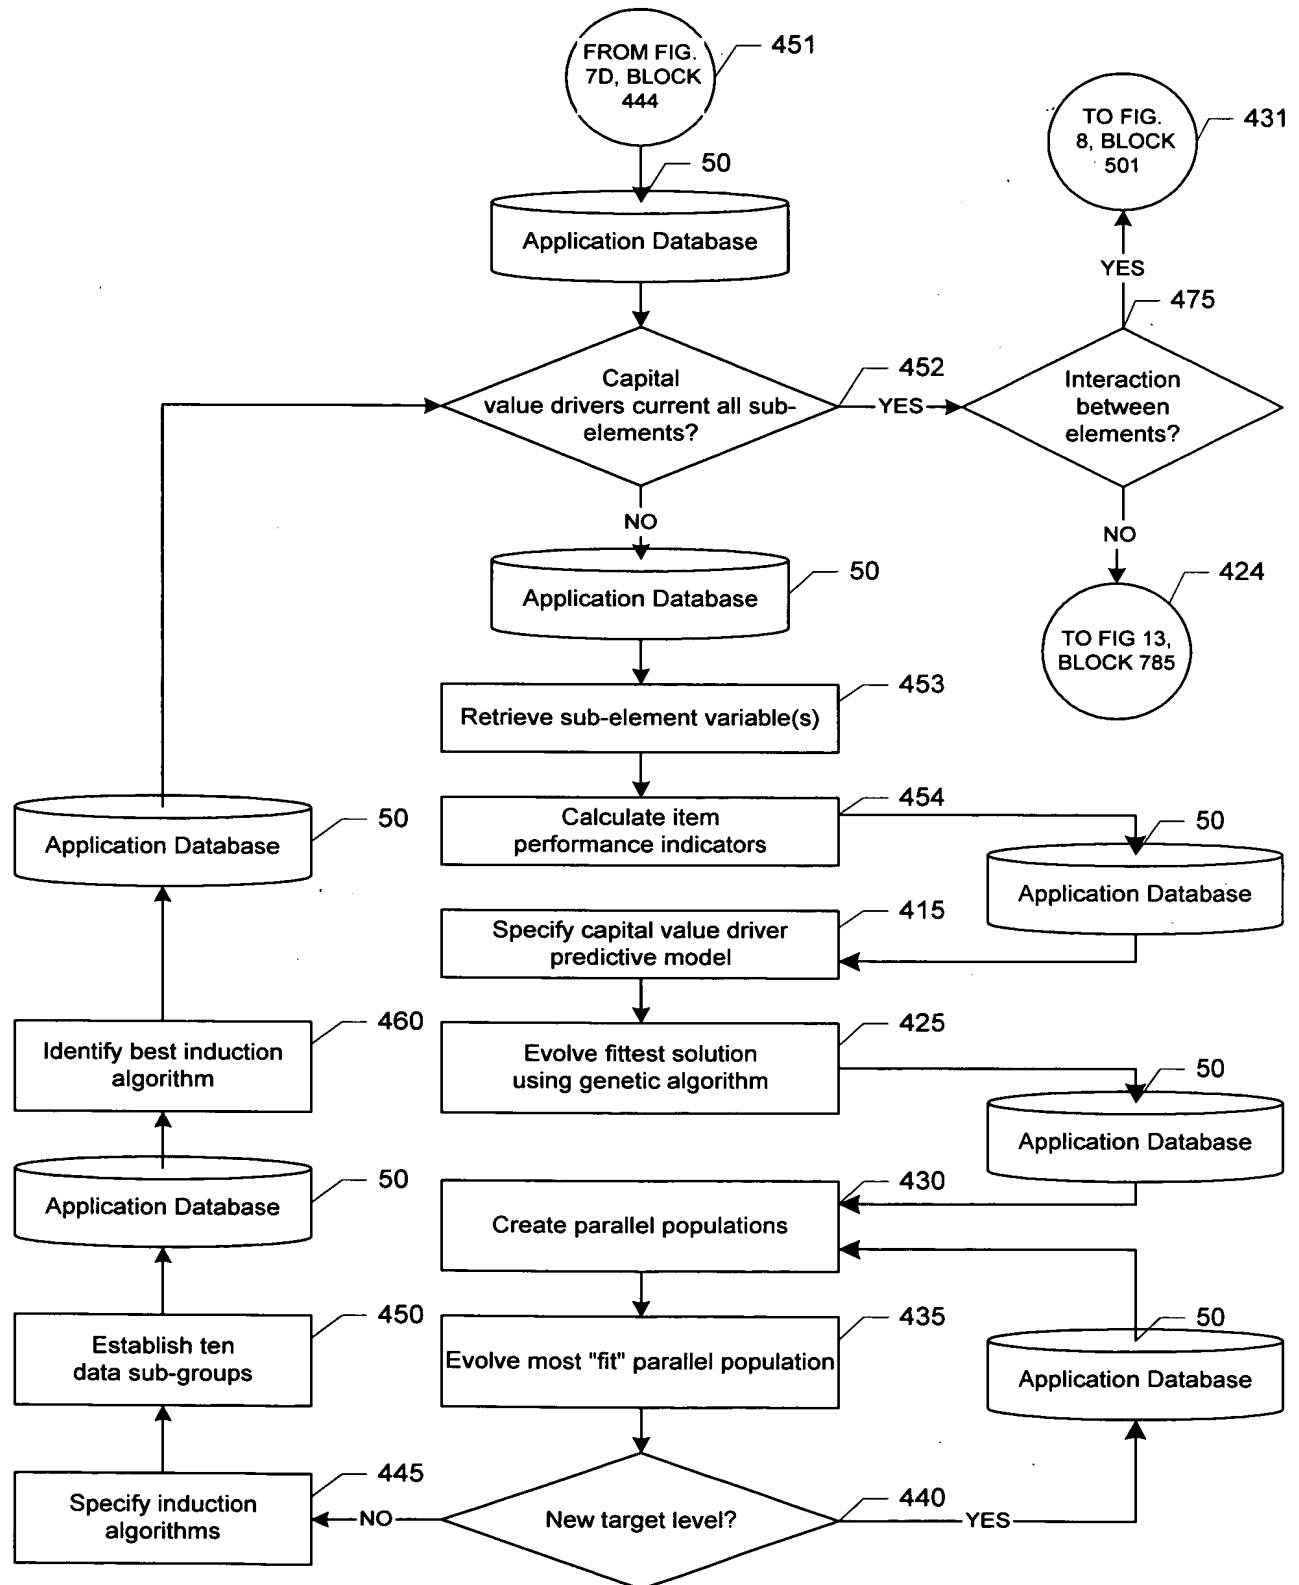 FROM FIG.
7D, BLOCK
444
451
TO FIG.
8, BLOCK
501
431
50
Application Database
YES
475
Capital
value drivers current all sub-
elements?
452
YES
Interaction
between
elements?
NO
NO
50
Application Database
424
TO FIG 13,
BLOCK 785
453
Retrieve sub-element variable(s)
454
Calculate item
performance indicators
50
Application Database
50
Application Database
415
Specify capital value driver
predictive model
460
Identify best induction
algorithm
425
Evolve fittest solution
using genetic algorithm
50
Application Database
50
Application Database
430
Create parallel populations
450
Establish ten
data sub-groups
435
Evolve most "fit" parallel population
50
Application Database
445
Specify induction
algorithms
NO
New target level?
440
YES